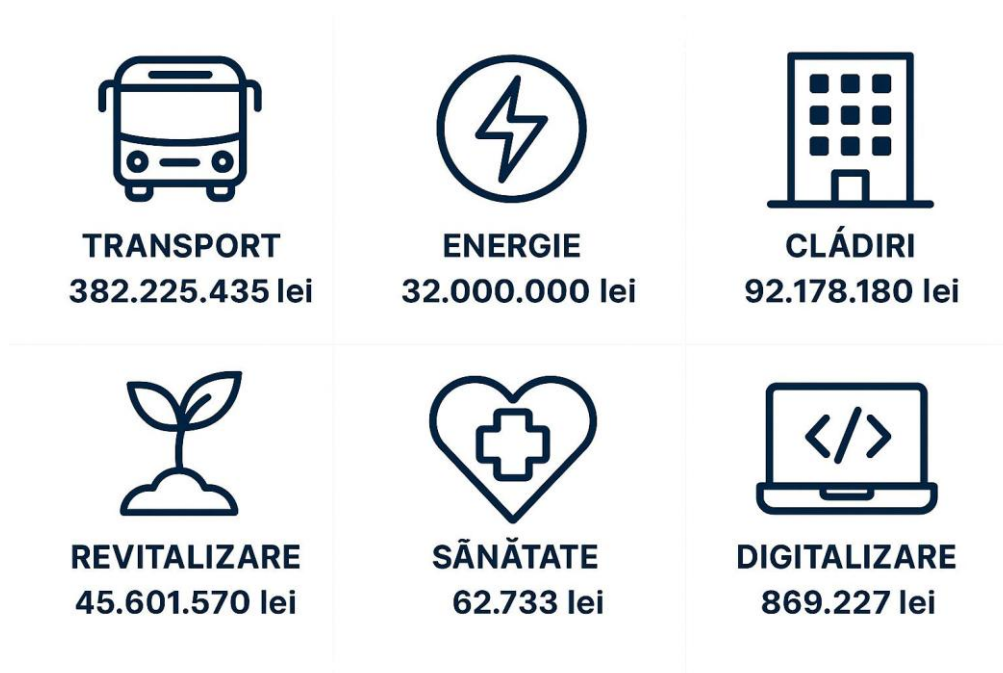 TRANSPORT
382.225.435 lei
ENERGIE
32.000.000 lei
CLÁDIRI
92.178.180 lei
REVITALIZARE
45.601.570 lei
SÃNĂTATE
62.733 lei
DIGITALIZARE
869.227 lei